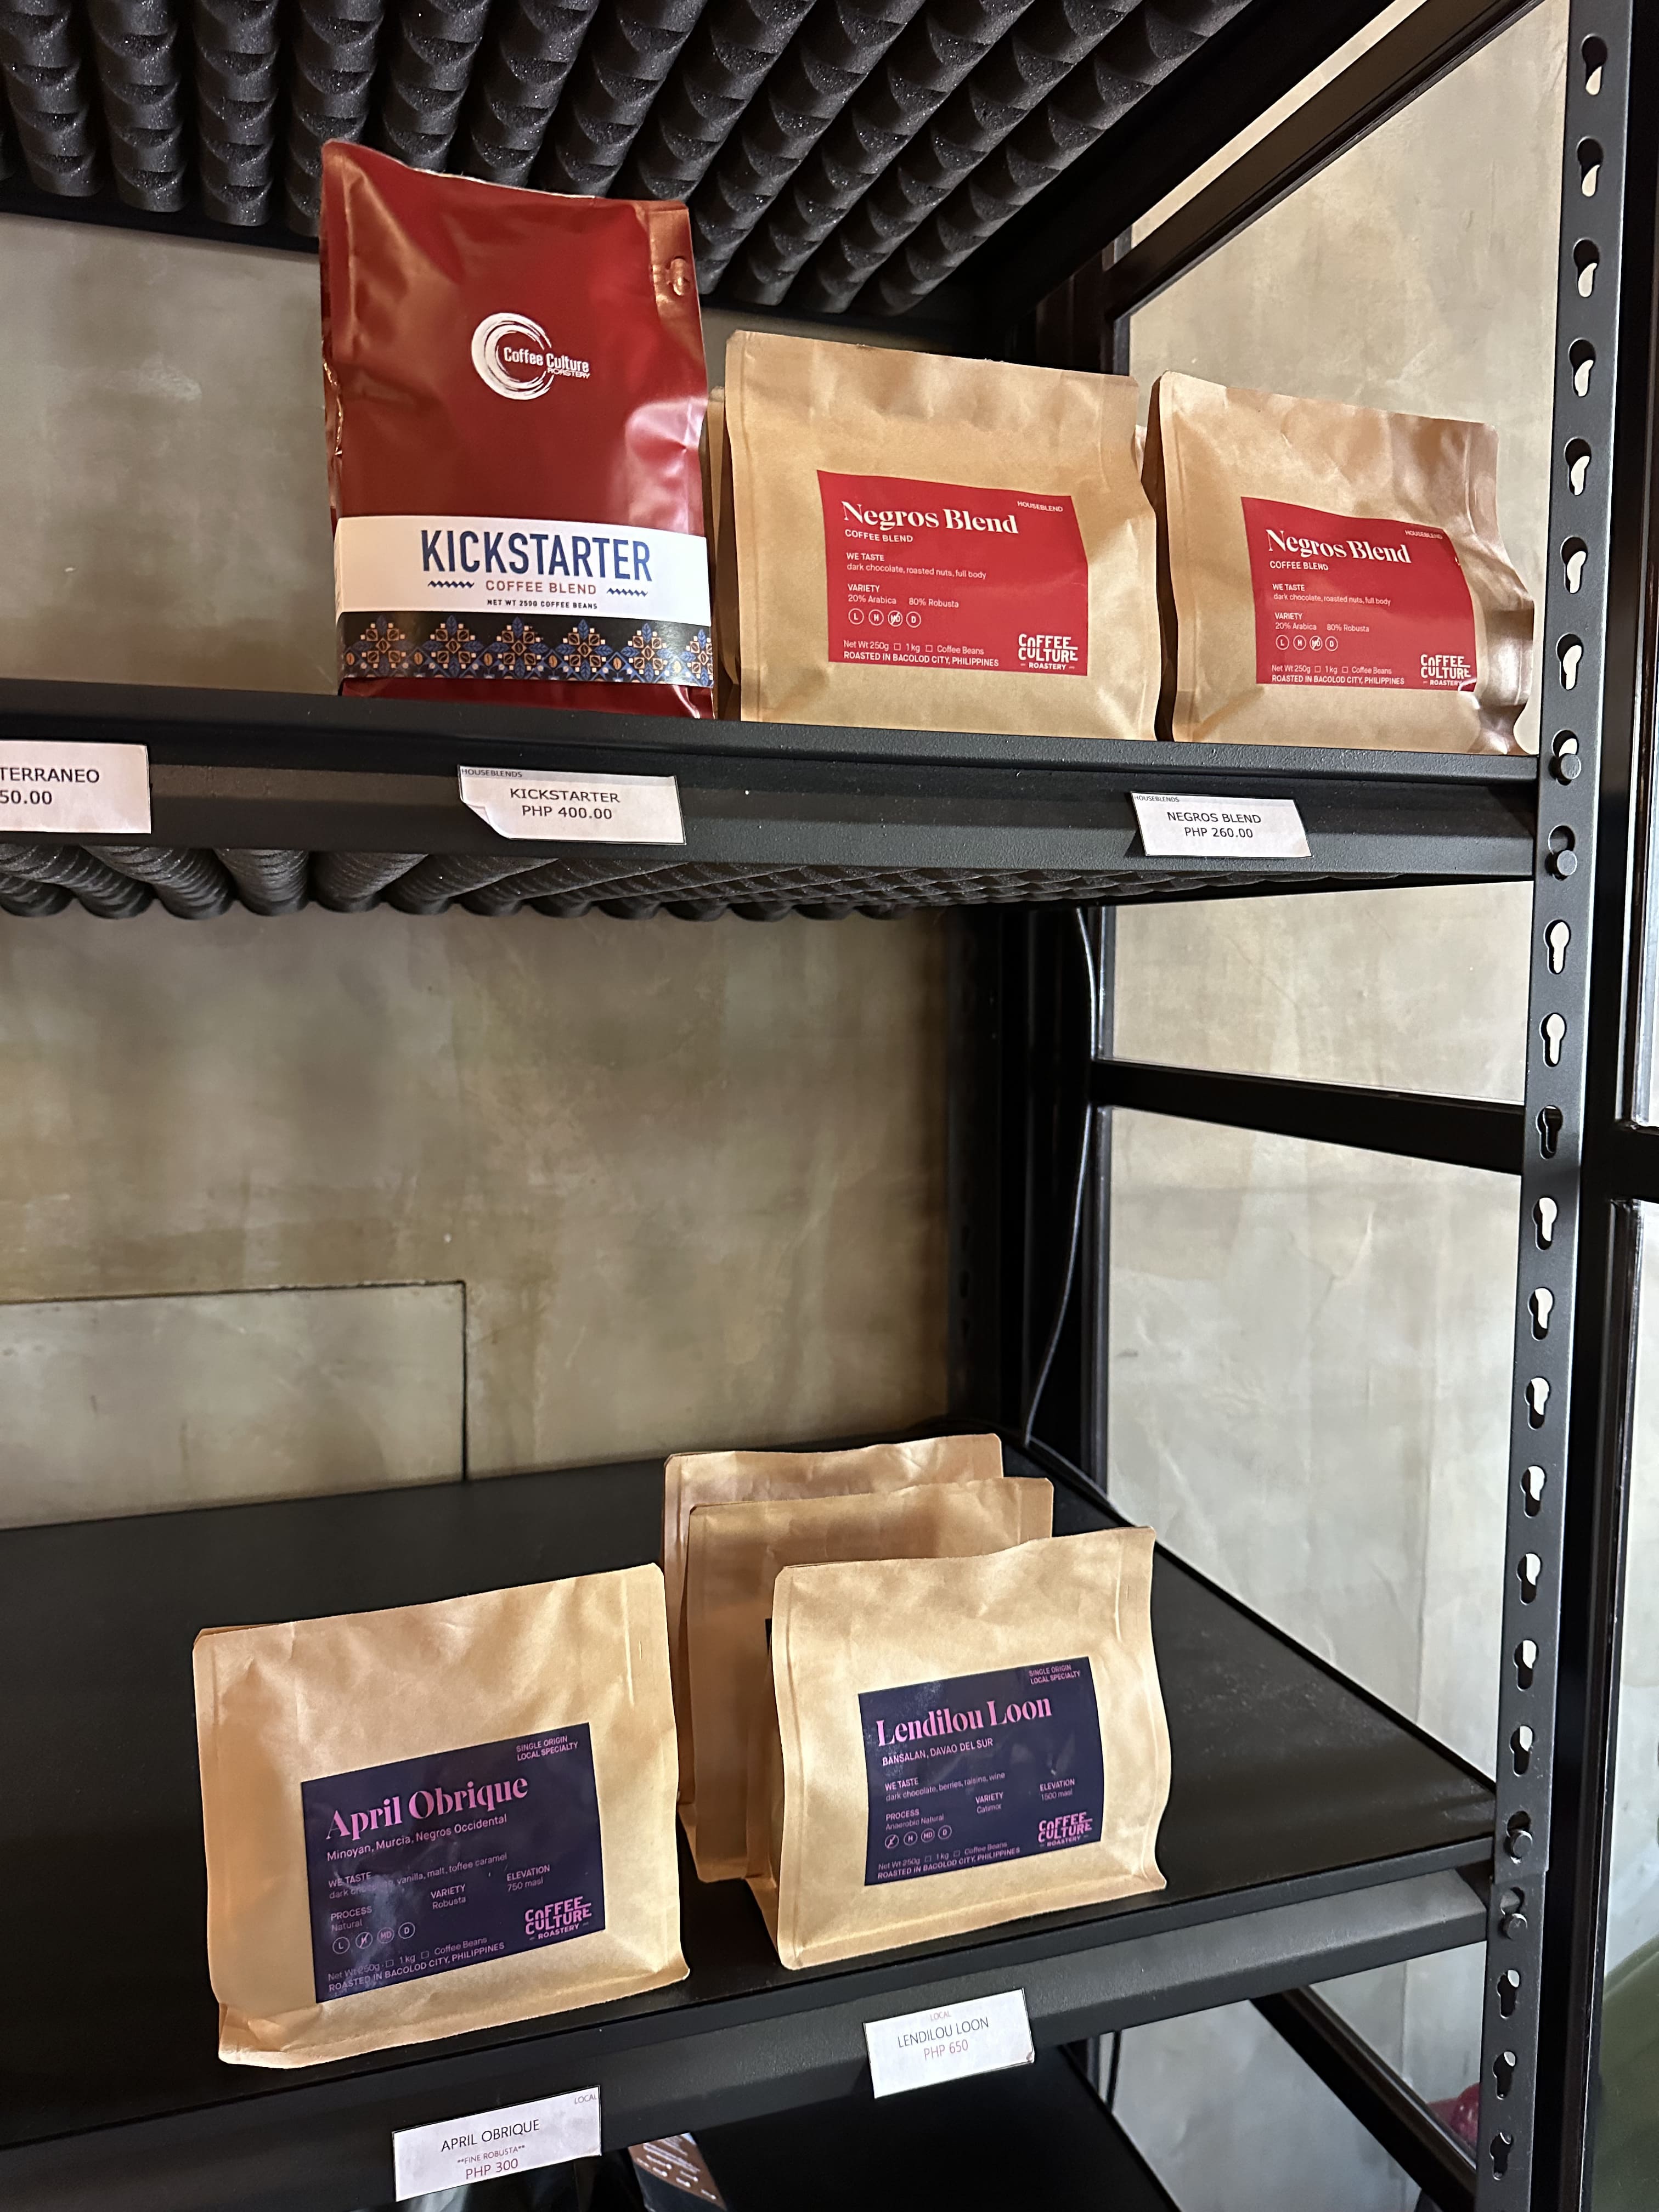 Coffee Culture
ROASTERY
KICKSTARTER
COFFEE BLEND
NET WT 250G COFFEE BEANS
HOUSEBLEND
Negros Blend
COFFEE BLEND
WE TASTE
dark chocolate, roasted nuts, full body
VARIETY
20% Arabica 80% Robusta
L M MD D
Net Wt 250g 1kg Coffee Beans
ROASTED IN BACOLOD CITY, PHILIPPINES
COFFEE
CULTURE
ROASTERY
HOUSEBLEND
Negros Blend
COFFEE BLEND
WE TASTE
dark chocolate, roasted nuts, full body
VARIETY
20% Arabica 80% Robusta
L M MD D
Net Wt 250g 1kg Coffee Beans
ROASTED IN BACOLOD CITY, PHILIPPINES
COFFEE
CULTURE
ROASTERY
TERRANEO
50.00
HOUSEBLENDS
KICKSTARTER
PHP 400.00
HOUSEBLENDS
NEGROS BLEND
PHP 260.00
SINGLE ORIGIN
LOCAL SPECIALTY
April Obrique
Minoyan, Murcia, Negros Occidental
WE TASTE
dark vanilla, malt, toffee caramel
PROCESS
Natural
VARIETY
Robusta
ELEVATION
750 masl
L M MD D
Net Wt 250g 1kg Coffee Beans
ROASTED IN BACOLOD CITY, PHILIPPINES
COFFEE
CULTURE
ROASTERY
SINGLE ORIGIN
LOCAL SPECIALTY
Lendilou Loon
BANSALAN, DAVAO DEL SUR
WE TASTE
dark chocolate, berries, raisins, wine
PROCESS
Anaerobic Natural
VARIETY
Catimor
ELEVATION
1500 masl
L M MD D
Net Wt 250g 1kg Coffee Beans
ROASTED IN BACOLOD CITY, PHILIPPINES
COFFEE
CULTURE
ROASTERY
LOCAL
LENDILOU LOON
PHP 650
LOCAL
APRIL OBRIQUE
**FINE ROBUSTA**
PHP 300